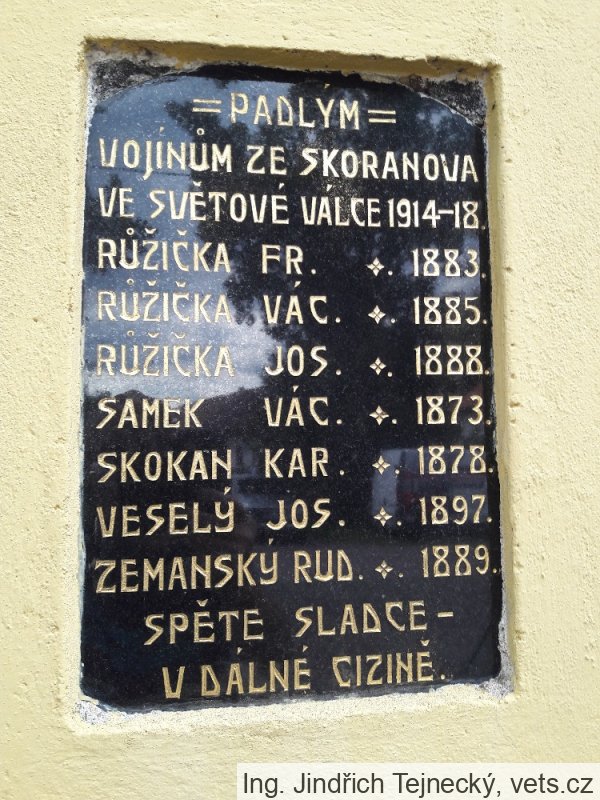 =PADLÝM=
VOJÍNŮM ZE SKORANOVA
VE SVĚTOVÉ VÁLCE 1914-18.
RŮŽIČKA FR. ✧. 1883.
RŮŽIČKA VÁC. ✧. 1885.
RŮŽIČKA JOS. ✧. 1888.
SAMEK VÁC. ✧. 1873.
SKOKAN KAR. ✧. 1878.
VESELÝ JOS. ✧. 1897.
ZEMANSKÝ RUD. ✧. 1889.
SPĚTE SLADCE -
V DÁLNÉ CIZINĚ.
Ing. Jindřich Tejnecký, vets.cz